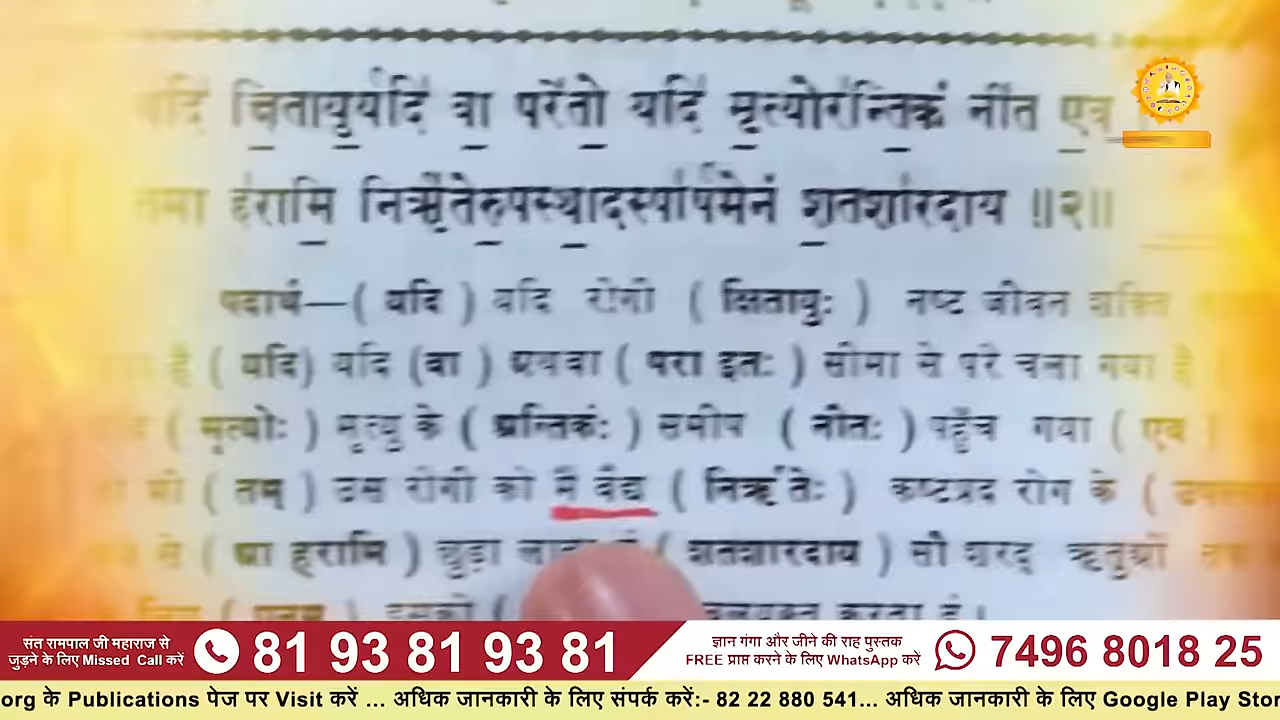 यदि क्षितायुर्यदि वा परेतो यदि मृत्योरन्तिकं नीत एव
तमा हरामि निर्ऋतेरुपस्थादस्पार्षमेनं शतशारदाय ॥२॥
पदार्थ—( यदि ) यदि रोगी ( क्षितायुः ) नष्ट जीवन शक्ति
है ( यदि) यदि (वा ) अथवा ( परा इतः ) सीमा से परे चला गया है
( मृत्योः ) मृत्यु के ( अन्तिकंः ) समीप ( नीतः ) पहुँच गया ( एव )
भी ( तम् ) उस रोगी को मैं वैद्य ( निर्ऋतेः ) कष्टप्रद रोग के (
से ( आ हरामि ) छुड़ा ( शतशारदाय ) सौ शरद् ऋतुओं
इसको ( करता हूं।
संत रामपाल जी महाराज से
जुड़ने के लिए Missed Call करें
81 93 81 93 81
ज्ञान गंगा और जीने की राह पुस्तक
FREE प्राप्त करने के लिए WhatsApp करें
7496 8018 25
.org के Publications पेज पर Visit करें ... अधिक जानकारी के लिए संपर्क करें:- 82 22 880 541... अधिक जानकारी के लिए Google Play Stor